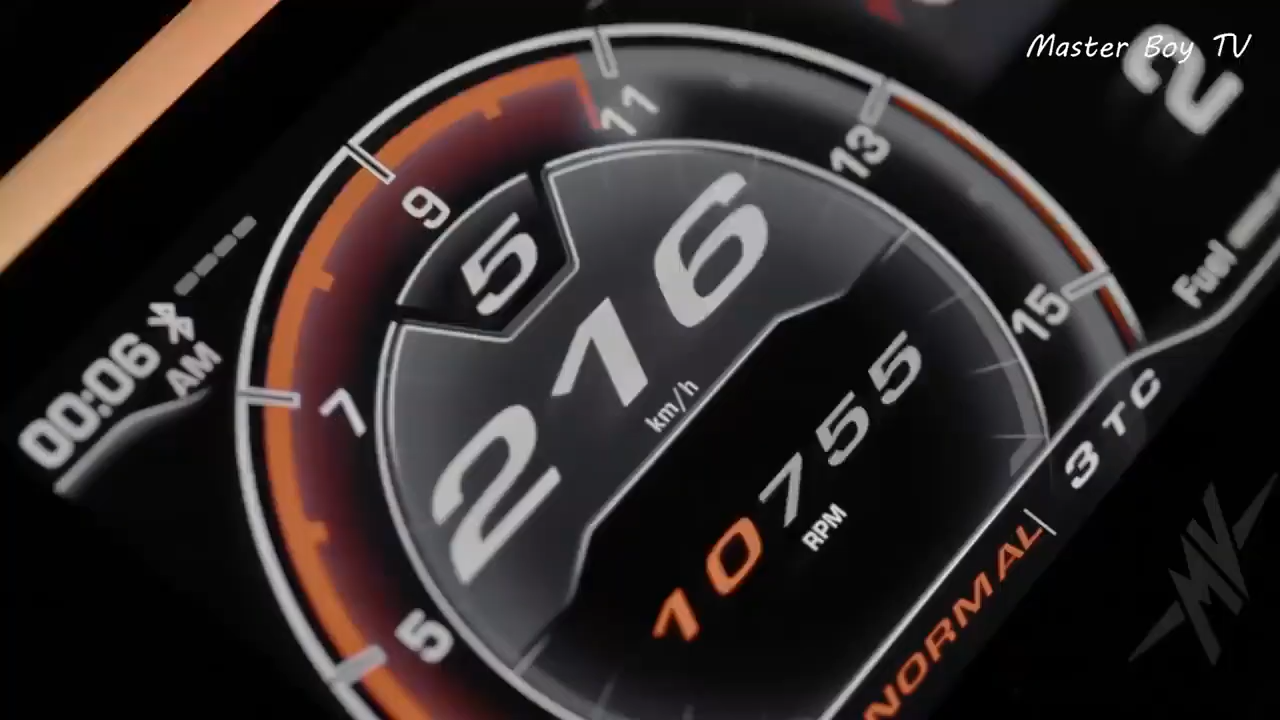 Master Boy TV
2
11
13
9
5
216
km/h
15
Fuel
00:06
AM
7
10755
RPM
3 TC
5
NORMAL
MV